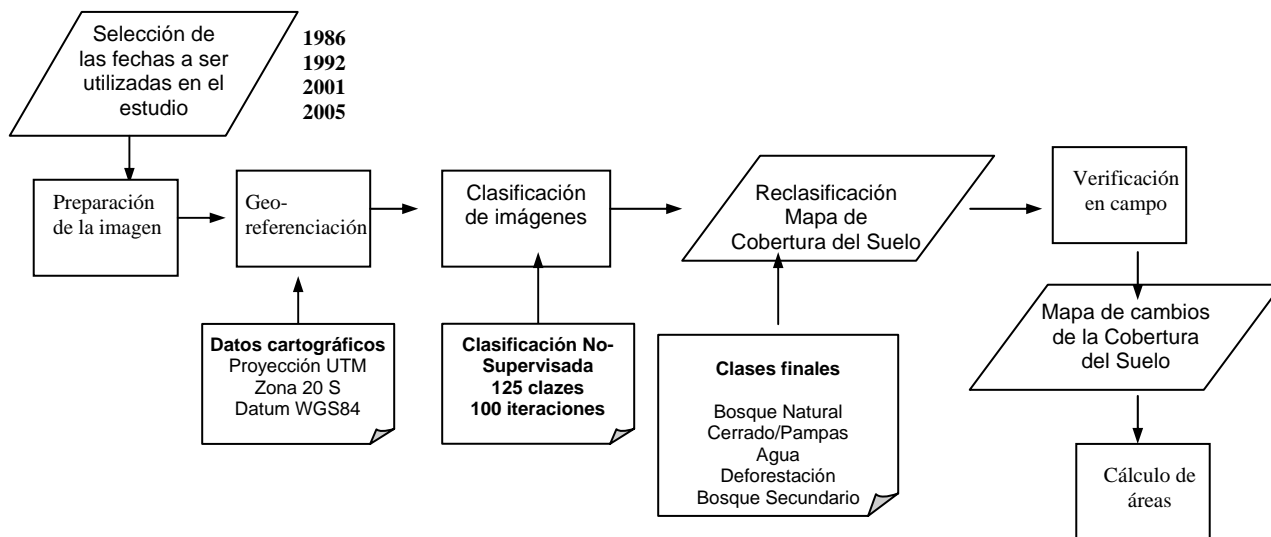 Selección de
las fechas a ser
utilizadas en el
estudio
1986
1992
2001
2005
Preparación
de la imagen
Geo-
referenciación
Clasificación
de imágenes
Reclasificación
Mapa de
Cobertura del Suelo
Verificación
en campo
Datos cartográficos
Proyección UTM
Zona 20 S
Datum WGS84
Clasificación No-
Supervisada
125 clazes
100 iteraciones
Clases finales
Bosque Natural
Cerrado/Pampas
Agua
Deforestación
Bosque Secundario
Mapa de cambios
de la Cobertura
del Suelo
Cálculo de
áreas